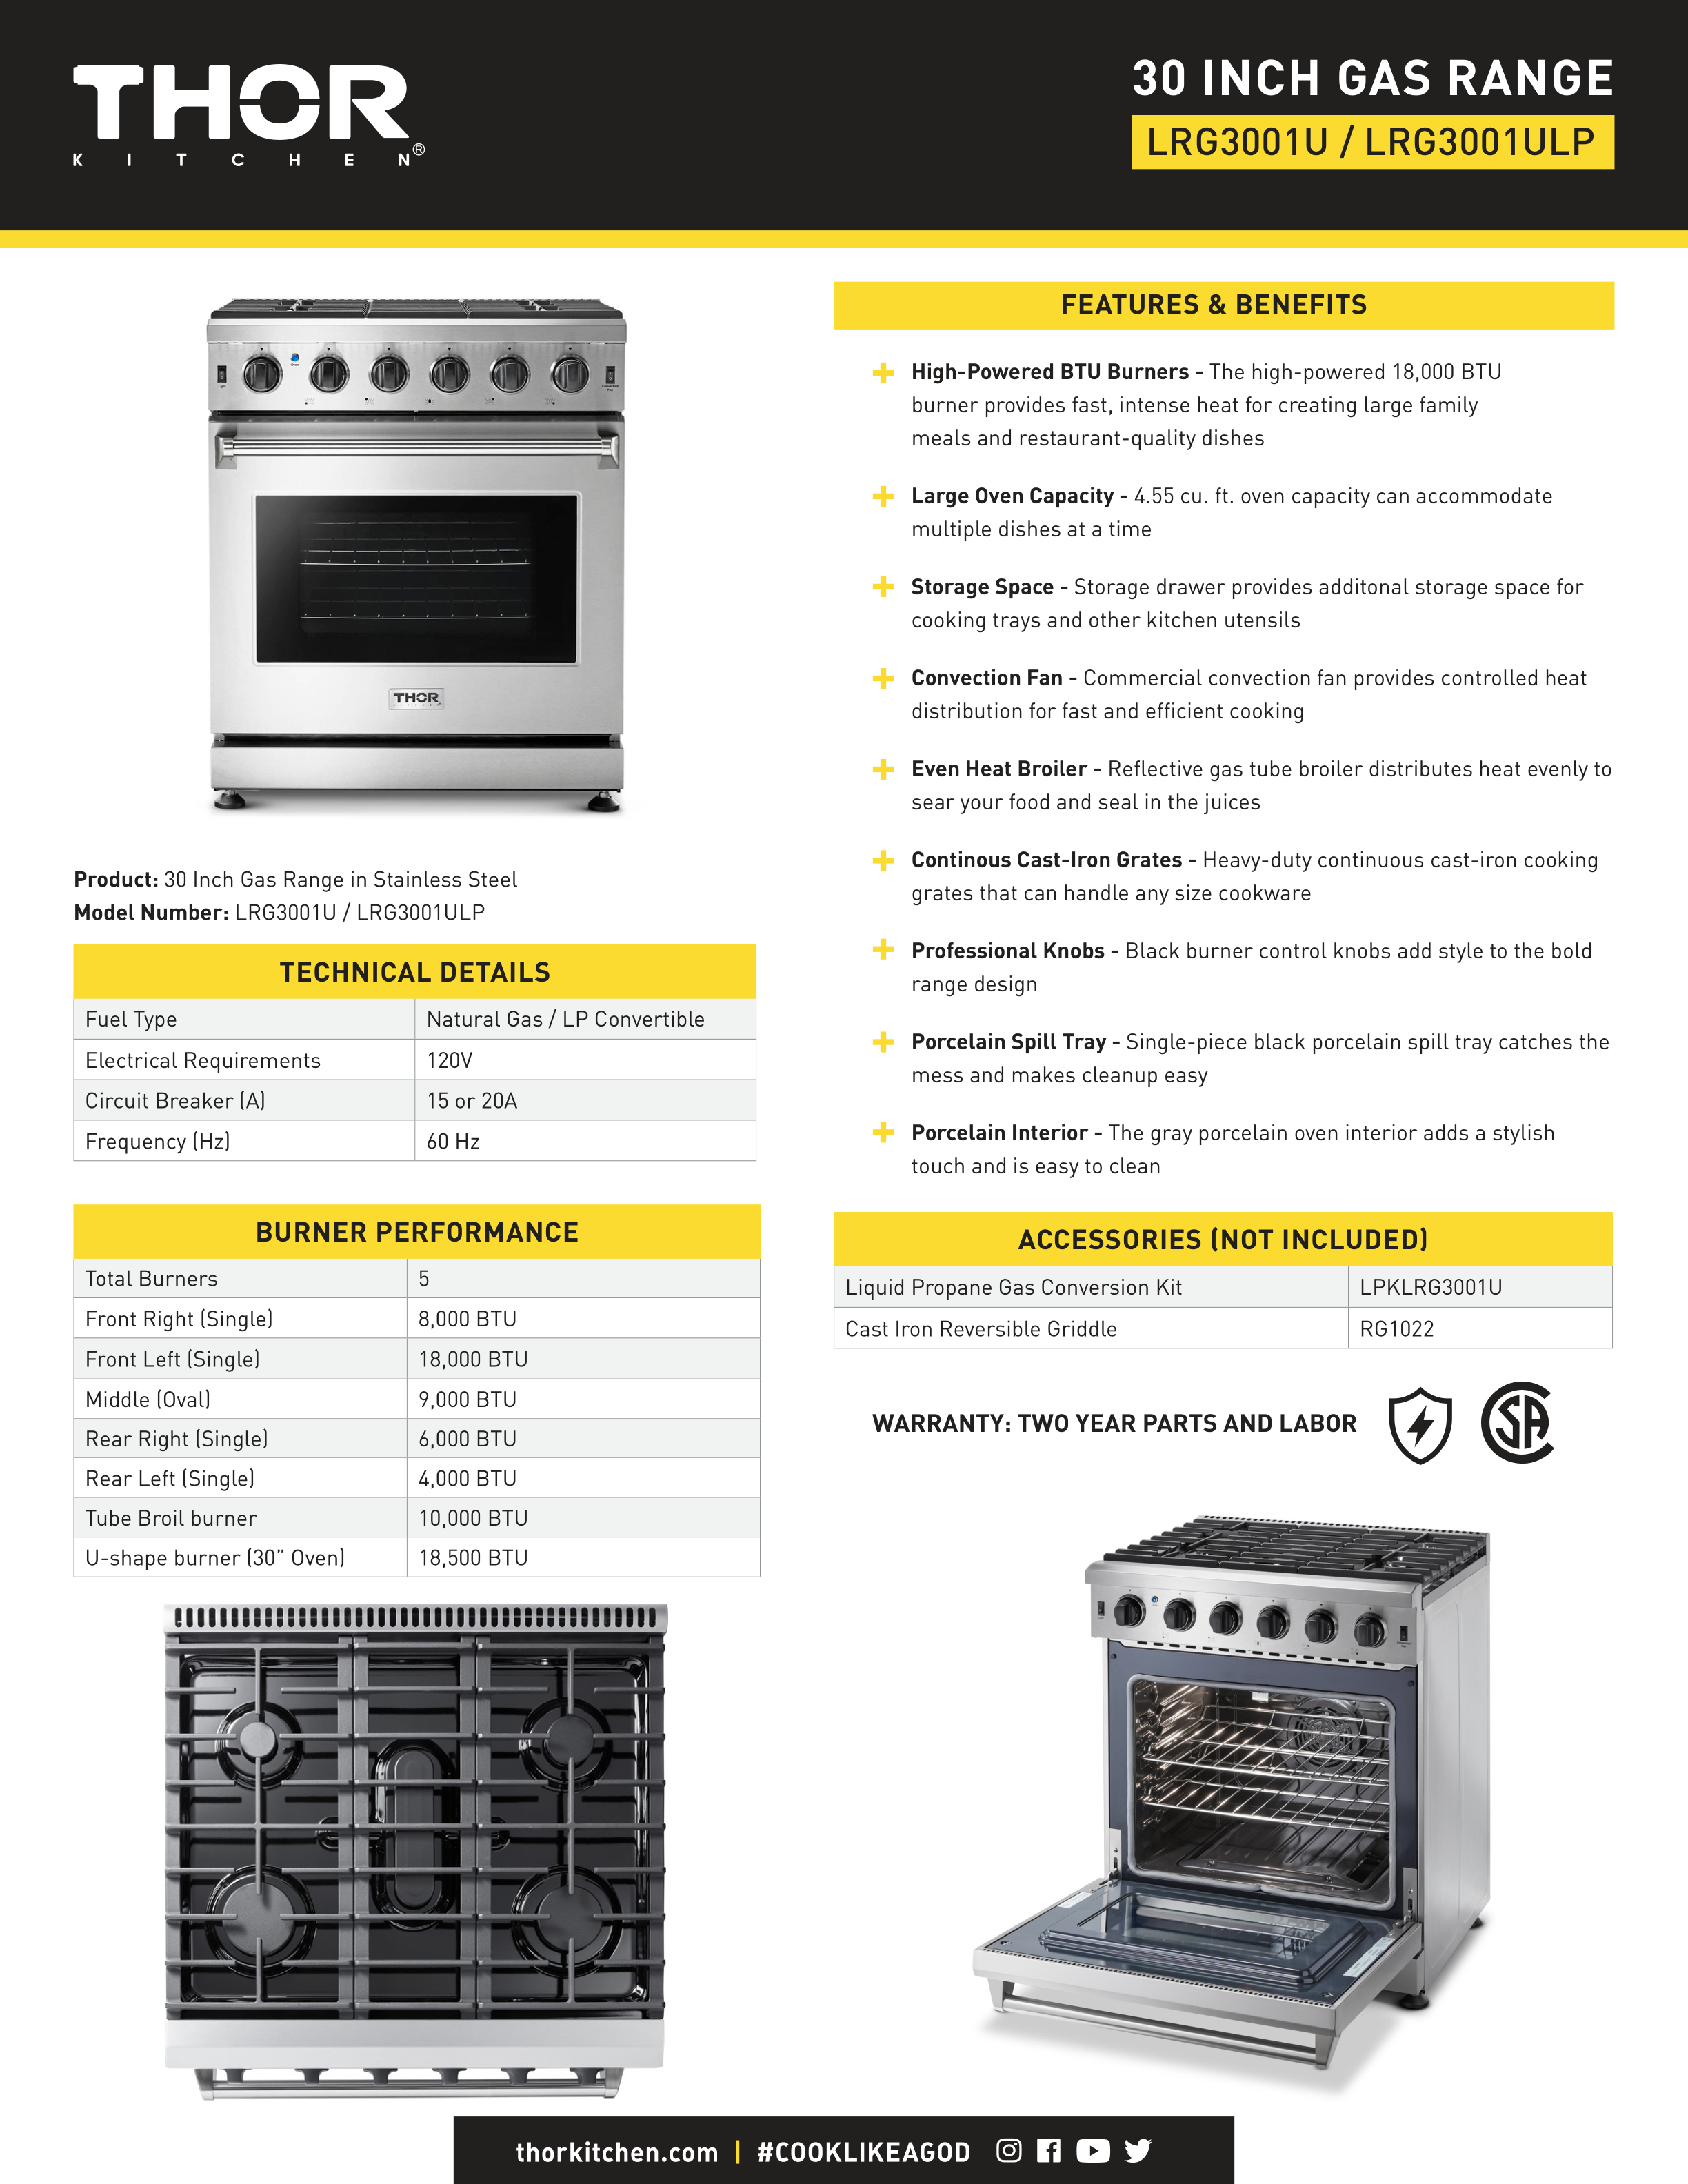 THOR
KITCHEN®
30 INCH GAS RANGE
LRG3001U / LRG3001ULP
THOR
Product: 30 Inch Gas Range in Stainless Steel
Model Number: LRG3001U / LRG3001ULP
TECHNICAL DETAILS
Fuel Type Natural Gas / LP Convertible
Electrical Requirements 120V
Circuit Breaker (A) 15 or 20A
Frequency (Hz) 60 Hz
BURNER PERFORMANCE
Total Burners 5
Front Right (Single) 8,000 BTU
Front Left (Single) 18,000 BTU
Middle (Oval) 9,000 BTU
Rear Right (Single) 6,000 BTU
Rear Left (Single) 4,000 BTU
Tube Broil burner 10,000 BTU
U-shape burner (30” Oven) 18,500 BTU
FEATURES & BENEFITS
High-Powered BTU Burners - The high-powered 18,000 BTU
burner provides fast, intense heat for creating large family
meals and restaurant-quality dishes
Large Oven Capacity - 4.55 cu. ft. oven capacity can accommodate
multiple dishes at a time
Storage Space - Storage drawer provides additonal storage space for
cooking trays and other kitchen utensils
Convection Fan - Commercial convection fan provides controlled heat
distribution for fast and efficient cooking
Even Heat Broiler - Reflective gas tube broiler distributes heat evenly to
sear your food and seal in the juices
Continous Cast-Iron Grates - Heavy-duty continuous cast-iron cooking
grates that can handle any size cookware
Professional Knobs - Black burner control knobs add style to the bold
range design
Porcelain Spill Tray - Single-piece black porcelain spill tray catches the
mess and makes cleanup easy
Porcelain Interior - The gray porcelain oven interior adds a stylish
touch and is easy to clean
ACCESSORIES (NOT INCLUDED)
Liquid Propane Gas Conversion Kit LPKLRG3001U
Cast Iron Reversible Griddle RG1022
WARRANTY: TWO YEAR PARTS AND LABOR
CSA
thorkitchen.com | #COOKLIKEAGOD